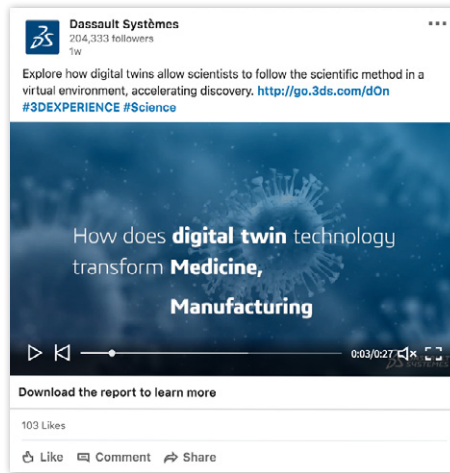 Dassault Systèmes
204,333 followers
1w
Explore how digital twins allow scientists to follow the scientific method in a
virtual environment, accelerating discovery. http://go.3ds.com/dOn
#3DEXPERIENCE #Science
How does digital twin technology
transform Medicine,
Manufacturing
0:03/0:27
SYSTEMES
Download the report to learn more
103 Likes
Like Comment Share